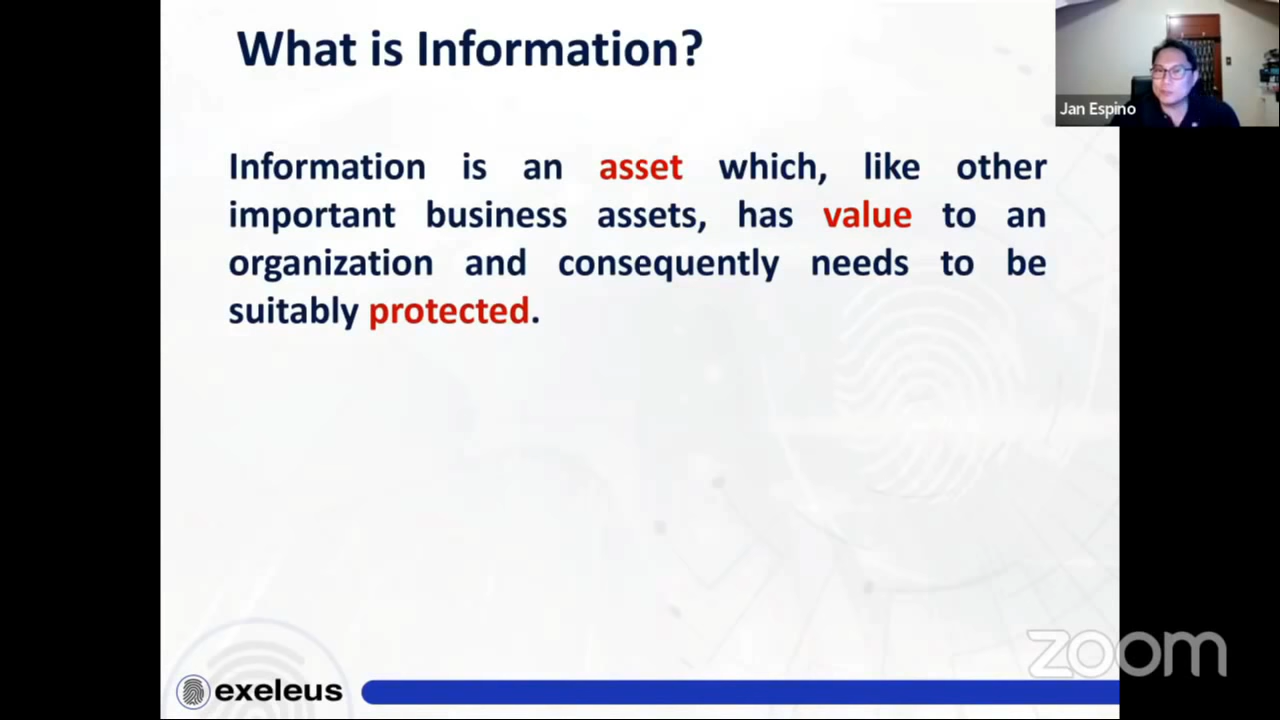 What is Information?
Jan Espino
Information is an asset which, like other
important business assets, has value to an
organization and consequently needs to be
suitably protected.
zoom
exeleus